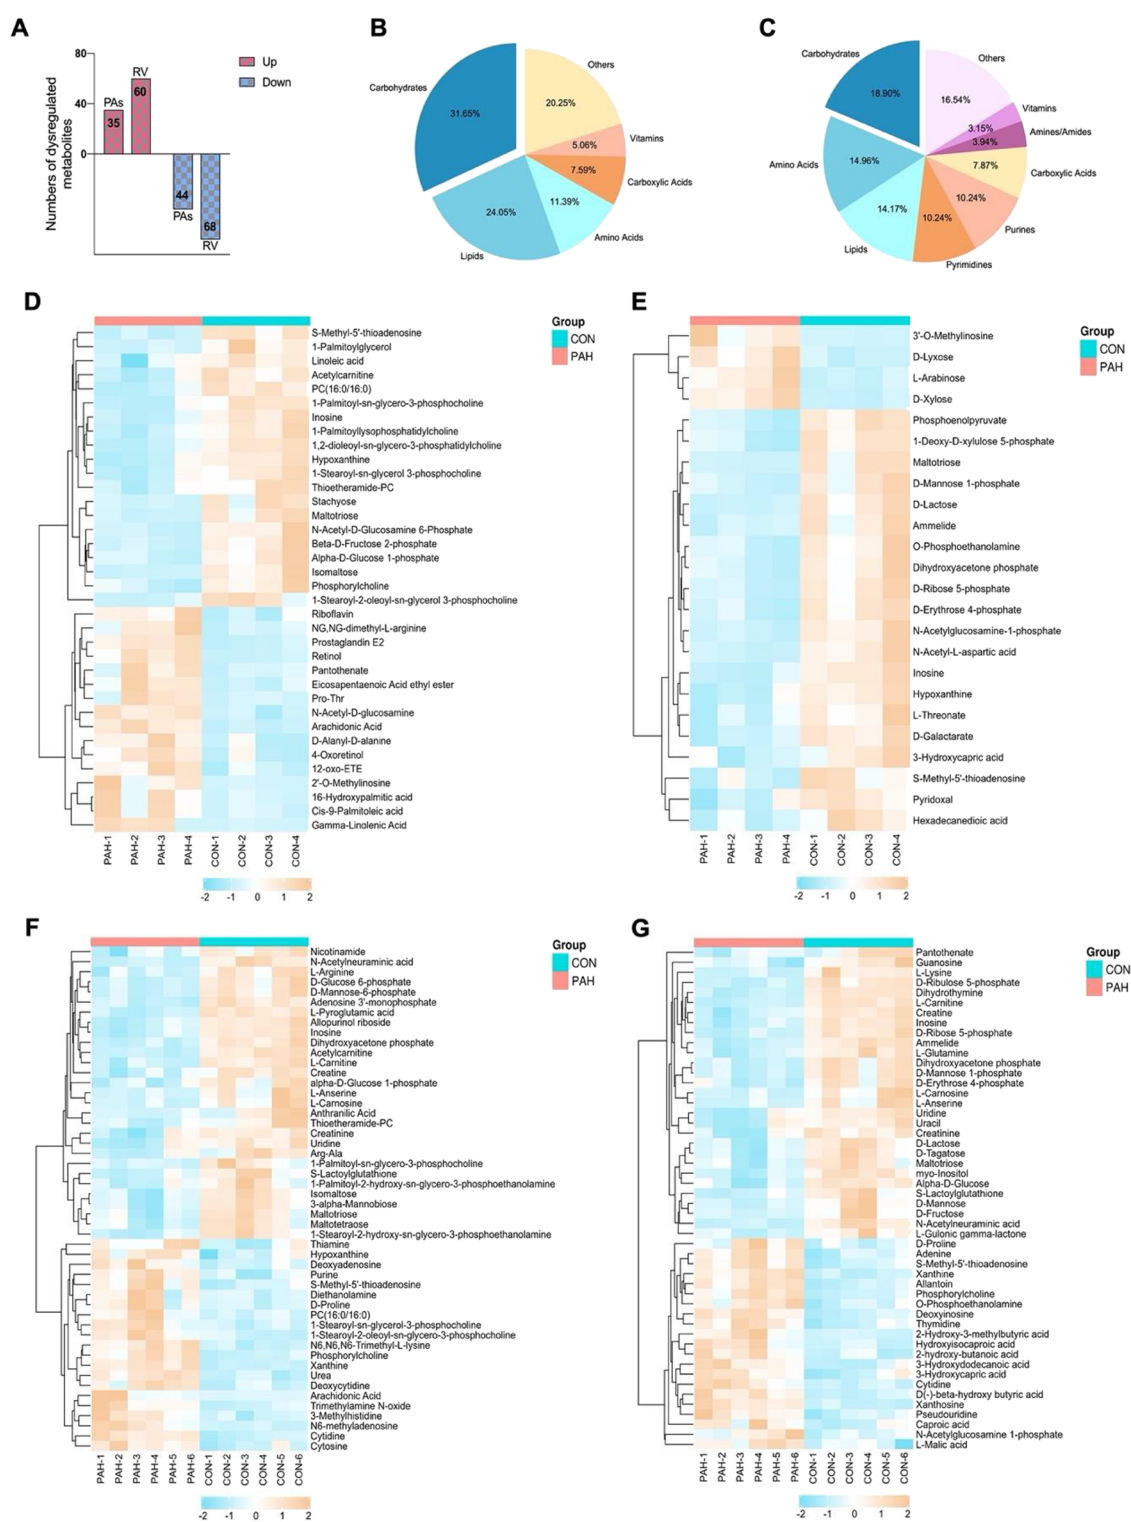 A
Numbers of dysregulated
metabolites
80
40
0
PAs
35
RV
60
44
PAs
68
RV
Up
Down
B
Carbohydrates
31.65%
Others
20.25%
Vitamins
5.06%
Carboxylic Acids
7.59%
Amino Acids
11.39%
Lipids
24.05%
C
Carbohydrates
18.90%
Others
16.54%
Vitamins
3.15%
Amines/Amides
3.94%
Carboxylic Acids
7.87%
Purines
10.24%
Pyrimidines
10.24%
Lipids
14.17%
Amino Acids
14.96%
D
S-Methyl-5'-thioadenosine
1-Palmitoylglycerol
Linoleic acid
Acetylcarnitine
PC(16:0/16:0)
1-Palmitoyl-sn-glycero-3-phosphocholine
Inosine
1-Palmitoyllysophosphatidylcholine
1,2-dioleoyl-sn-glycero-3-phosphatidylcholine
Hypoxanthine
1-Stearoyl-sn-glycerol 3-phosphocholine
Thioetheramide-PC
Stachyose
Maltotriose
N-Acetyl-D-Glucosamine 6-Phosphate
Beta-D-Fructose 2-phosphate
Alpha-D-Glucose 1-phosphate
Isomaltose
Phosphorylcholine
1-Stearoyl-2-oleoyl-sn-glycerol 3-phosphocholine
Riboflavin
NG,NG-dimethyl-L-arginine
Prostaglandin E2
Retinol
Pantothenate
Eicosapentaenoic Acid ethyl ester
Pro-Thr
N-Acetyl-D-glucosamine
Arachidonic Acid
D-Alanyl-D-alanine
4-Oxoretinol
12-oxo-ETE
2'-O-Methylinosine
16-Hydroxypalmitic acid
Cis-9-Palmitoleic acid
Gamma-Linolenic Acid
PAH-1 PAH-2 PAH-3 PAH-4 CON-1 CON-2 CON-3 CON-4
-2 -1 0 1 2
Group
CON
PAH
E
3'-O-Methylinosine
D-Lyxose
L-Arabinose
D-Xylose
Phosphoenolpyruvate
1-Deoxy-D-xylulose 5-phosphate
Maltotriose
D-Mannose 1-phosphate
D-Lactose
Ammelide
O-Phosphoethanolamine
Dihydroxyacetone phosphate
D-Ribose 5-phosphate
D-Erythrose 4-phosphate
N-Acetylglucosamine-1-phosphate
N-Acetyl-L-aspartic acid
Inosine
Hypoxanthine
L-Threonate
D-Galactarate
3-Hydroxycapric acid
S-Methyl-5'-thioadenosine
Pyridoxal
Hexadecanedioic acid
PAH-1 PAH-2 PAH-3 PAH-4 CON-1 CON-2 CON-3 CON-4
-2 -1 0 1 2
Group
CON
PAH
F
Nicotinamide
N-Acetylneuraminic acid
L-Arginine
D-Glucose 6-phosphate
D-Mannose-6-phosphate
Adenosine 3'-monophosphate
L-Pyroglutamic acid
Allopurinol riboside
Inosine
Dihydroxyacetone phosphate
Acetylcarnitine
L-Carnitine
Creatine
alpha-D-Glucose 1-phosphate
L-Anserine
L-Carnosine
Anthranilic Acid
Thioetheramide-PC
Creatinine
Uridine
Arg-Ala
1-Palmitoyl-sn-glycero-3-phosphocholine
S-Lactoylglutathione
1-Palmitoyl-2-hydroxy-sn-glycero-3-phosphoethanolamine
Isomaltose
3-alpha-Mannobiose
Maltotriose
Maltotetraose
1-Stearoyl-2-hydroxy-sn-glycero-3-phosphoethanolamine
Thiamine
Hypoxanthine
Deoxyadenosine
Purine
S-Methyl-5'-thioadenosine
Diethanolamine
D-Proline
PC(16:0/16:0)
1-Stearoyl-sn-glycerol-3-phosphocholine
1-Stearoyl-2-oleoyl-sn-glycero-3-phosphocholine
N6,N6,N6-Trimethyl-L-lysine
Phosphorylcholine
Xanthine
Urea
Deoxycytidine
Arachidonic Acid
Trimethylamine N-oxide
3-Methylhistidine
N6-methyladenosine
Cytidine
Cytosine
PAH-1 PAH-2 PAH-3 PAH-4 PAH-5 PAH-6 CON-1 CON-2 CON-3 CON-4 CON-5 CON-6
-2 -1 0 1 2
Group
CON
PAH
G
Pantothenate
Guanosine
L-Lysine
D-Ribulose 5-phosphate
Dihydrothymine
L-Carnitine
Creatine
Inosine
D-Ribose 5-phosphate
Ammelide
L-Glutamine
Dihydroxyacetone phosphate
D-Mannose 1-phosphate
D-Erythrose 4-phosphate
L-Carnosine
L-Anserine
Uridine
Uracil
Creatinine
D-Lactose
D-Tagatose
Maltotriose
myo-Inositol
Alpha-D-Glucose
S-Lactoylglutathione
D-Mannose
D-Fructose
N-Acetylneuraminic acid
L-Gulonic gamma-lactone
D-Proline
Adenine
S-Methyl-5'-thioadenosine
Xanthine
Allantoin
Phosphorylcholine
O-Phosphoethanolamine
Deoxyinosine
Thymidine
2-Hydroxy-3-methylbutyric acid
Hydroxyisocaproic acid
2-hydroxy-butanoic acid
3-Hydroxydodecanoic acid
3-Hydroxycapric acid
Cytidine
D(-)-beta-hydroxy butyric acid
Xanthosine
Pseudouridine
Caproic acid
N-Acetylglucosamine 1-phosphate
L-Malic acid
PAH-1 PAH-2 PAH-3 PAH-4 PAH-5 PAH-6 CON-1 CON-2 CON-3 CON-4 CON-5 CON-6
-2 -1 0 1 2
Group
CON
PAH